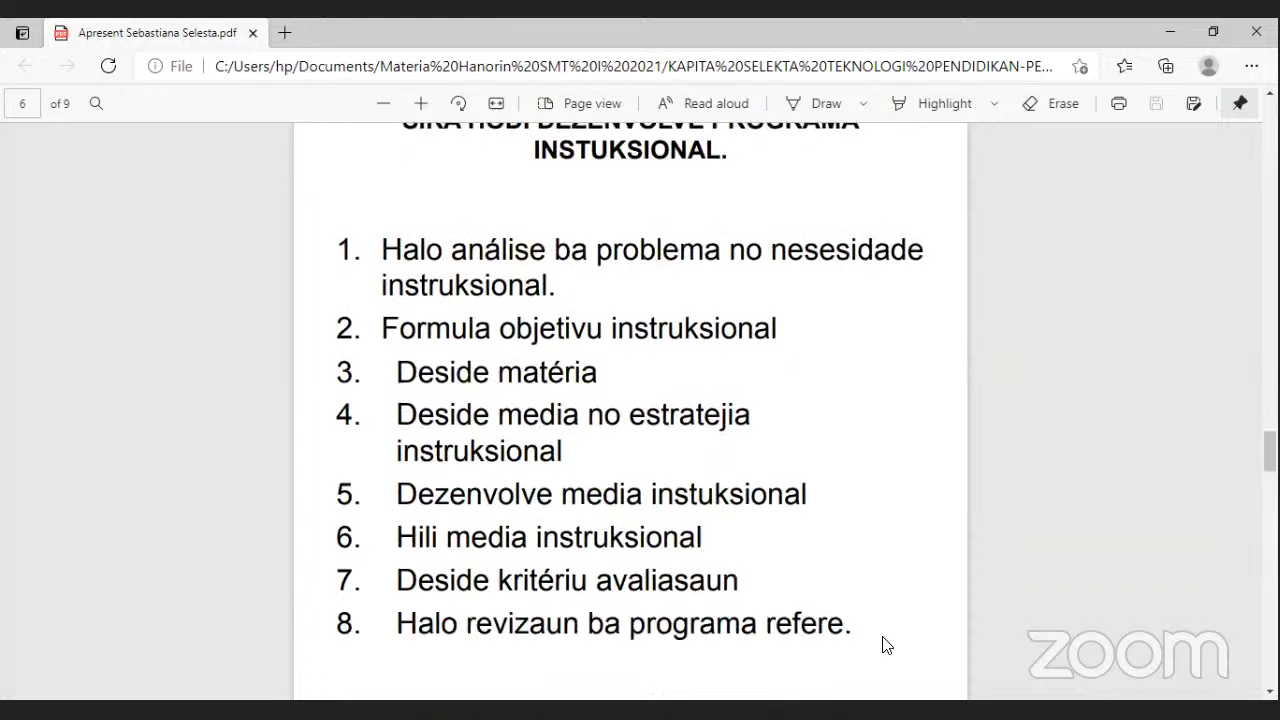 Apresent Sebastiana Selesta.pdf
File C:/Users/hp/Documents/Materia%20Hanorin%20SMT%20I%202021/KAPITA%20SELEKTA%20TEKNOLOGI%20PENDIDIKAN-PE...
6 of 9 Page view Read aloud Draw Highlight Erase
DEZENVOLVE PROGRAMA
INSTUKSIONAL.
1. Halo análise ba problema no nesesidade
instruksional.
2. Formula objetivu instruksional
3. Deside matéria
4. Deside media no estratejia
instruksional
5. Dezenvolve media instuksional
6. Hili media instruksional
7. Deside kritériu avaliasaun
8. Halo revizaun ba programa refere.
zoom